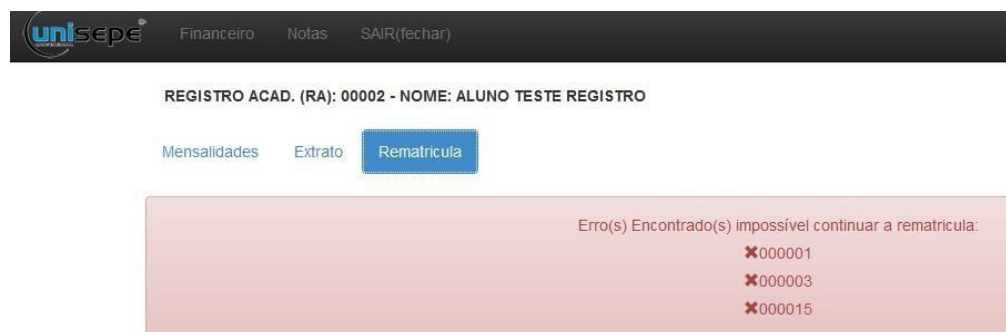 unisepe Financeiro Notas SAIR(fechar)
REGISTRO ACAD. (RA): 00002 - NOME: ALUNO TESTE REGISTRO
Mensalidades Extrato Rematricula
Erro(s) Encontrado(s) impossível continuar a rematricula:
✖000001
✖000003
✖000015